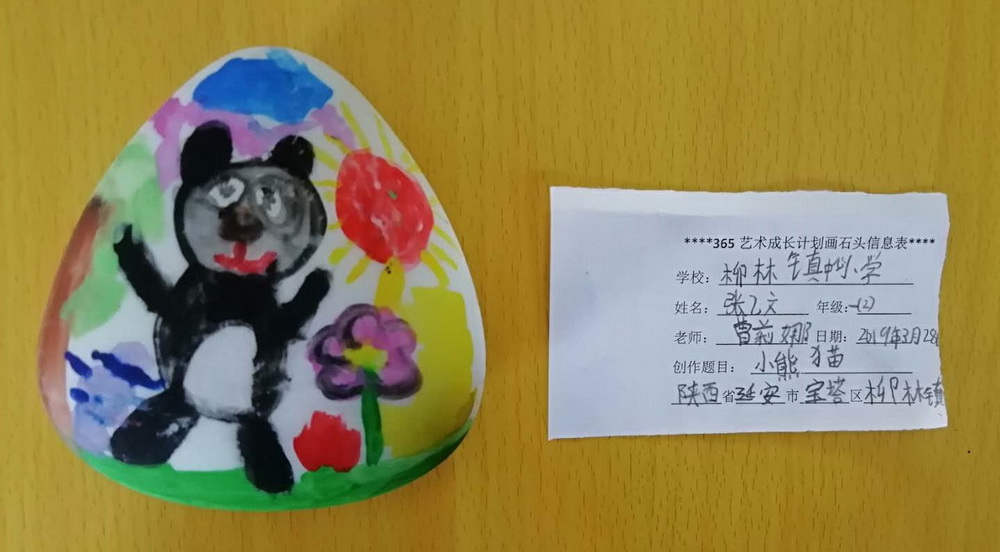 ****365 艺术成长计划画石头信息表****
学校: 柳林镇中心小学
姓名: 张乙文 年级: 一(2)
老师: 曹莉娜 日期: 2019年3月28
创作题目: 小熊猫
陕西省延安市宝塔区柳林镇